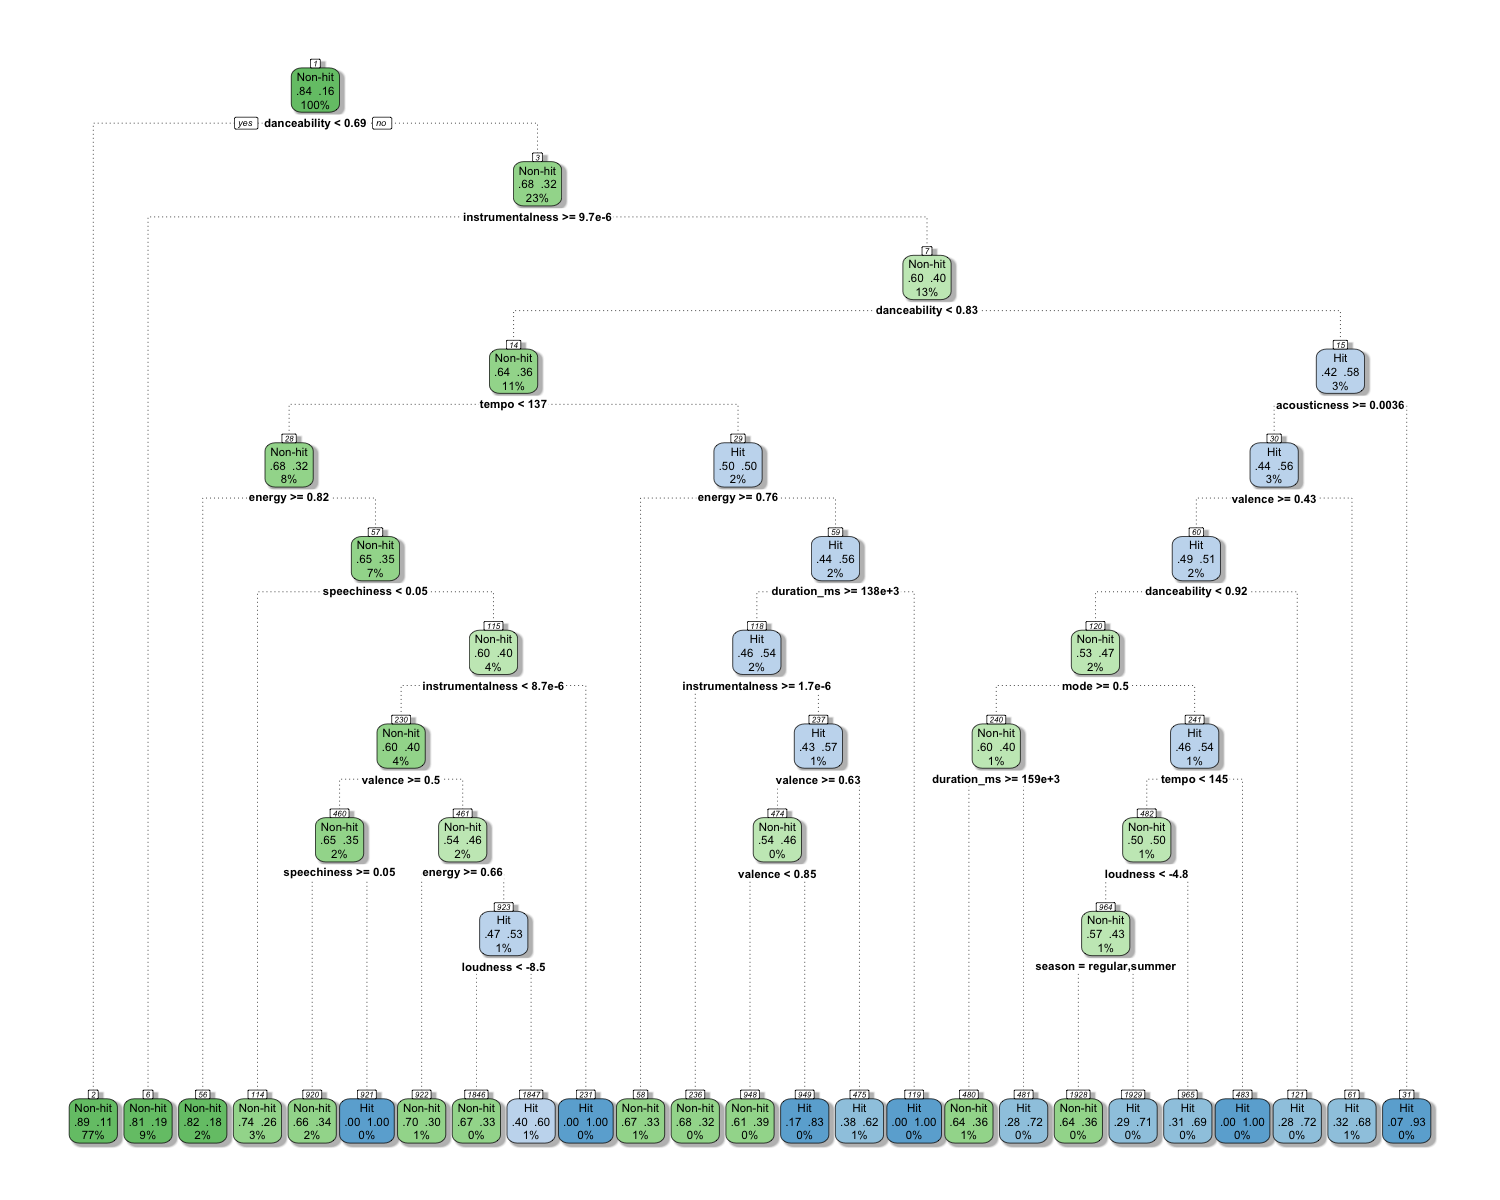 1
Non-hit
.84 .16
100%
yes danceability < 0.69 no
3
Non-hit
.68 .32
23%
instrumentalness >= 9.7e-6
7
Non-hit
.60 .40
13%
danceability < 0.83
14
Non-hit
.64 .36
11%
tempo < 137
15
Hit
.42 .58
3%
acousticness >= 0.0036
28
Non-hit
.68 .32
8%
energy >= 0.82
29
Hit
.50 .50
2%
energy >= 0.76
30
Hit
.44 .56
3%
valence >= 0.43
57
Non-hit
.65 .35
7%
speechiness < 0.05
59
Hit
.44 .56
2%
duration_ms >= 138e+3
60
Hit
.49 .51
2%
danceability < 0.92
115
Non-hit
.60 .40
4%
instrumentalness < 8.7e-6
118
Hit
.46 .54
2%
instrumentalness >= 1.7e-6
120
Non-hit
.53 .47
2%
mode >= 0.5
230
Non-hit
.60 .40
4%
valence >= 0.5
237
Hit
.43 .57
1%
valence >= 0.63
240
Non-hit
.60 .40
1%
duration_ms >= 159e+3
241
Hit
.46 .54
1%
tempo < 145
460
Non-hit
.65 .35
2%
speechiness >= 0.05
461
Non-hit
.54 .46
2%
energy >= 0.66
474
Non-hit
.54 .46
0%
valence < 0.85
482
Non-hit
.50 .50
1%
loudness < -4.8
923
Hit
.47 .53
1%
loudness < -8.5
964
Non-hit
.57 .43
1%
season = regular,summer
2
Non-hit
.89 .11
77%
6
Non-hit
.81 .19
9%
56
Non-hit
.82 .18
2%
114
Non-hit
.74 .26
3%
920
Non-hit
.66 .34
2%
921
Hit
.00 1.00
0%
922
Non-hit
.70 .30
1%
1846
Non-hit
.67 .33
0%
1847
Hit
.40 .60
1%
231
Hit
.00 1.00
0%
58
Non-hit
.67 .33
1%
236
Non-hit
.68 .32
0%
948
Non-hit
.61 .39
0%
949
Hit
.17 .83
0%
475
Hit
.38 .62
1%
119
Hit
.00 1.00
0%
480
Non-hit
.64 .36
1%
481
Hit
.28 .72
0%
1928
Non-hit
.64 .36
0%
1929
Hit
.29 .71
0%
965
Hit
.31 .69
0%
483
Hit
.00 1.00
0%
121
Hit
.28 .72
0%
61
Hit
.32 .68
1%
31
Hit
.07 .93
0%